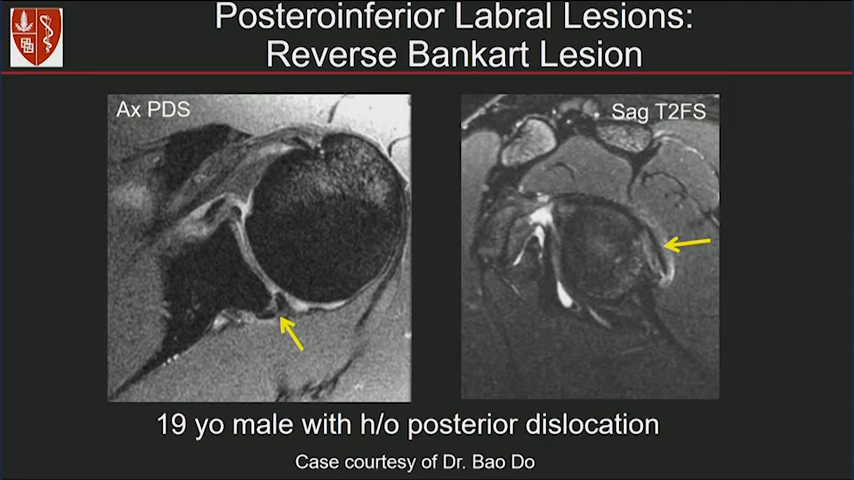 Posteroinferior Labral Lesions:
Reverse Bankart Lesion
Ax PDS
Sag T2FS
19 yo male with h/o posterior dislocation
Case courtesy of Dr. Bao Do